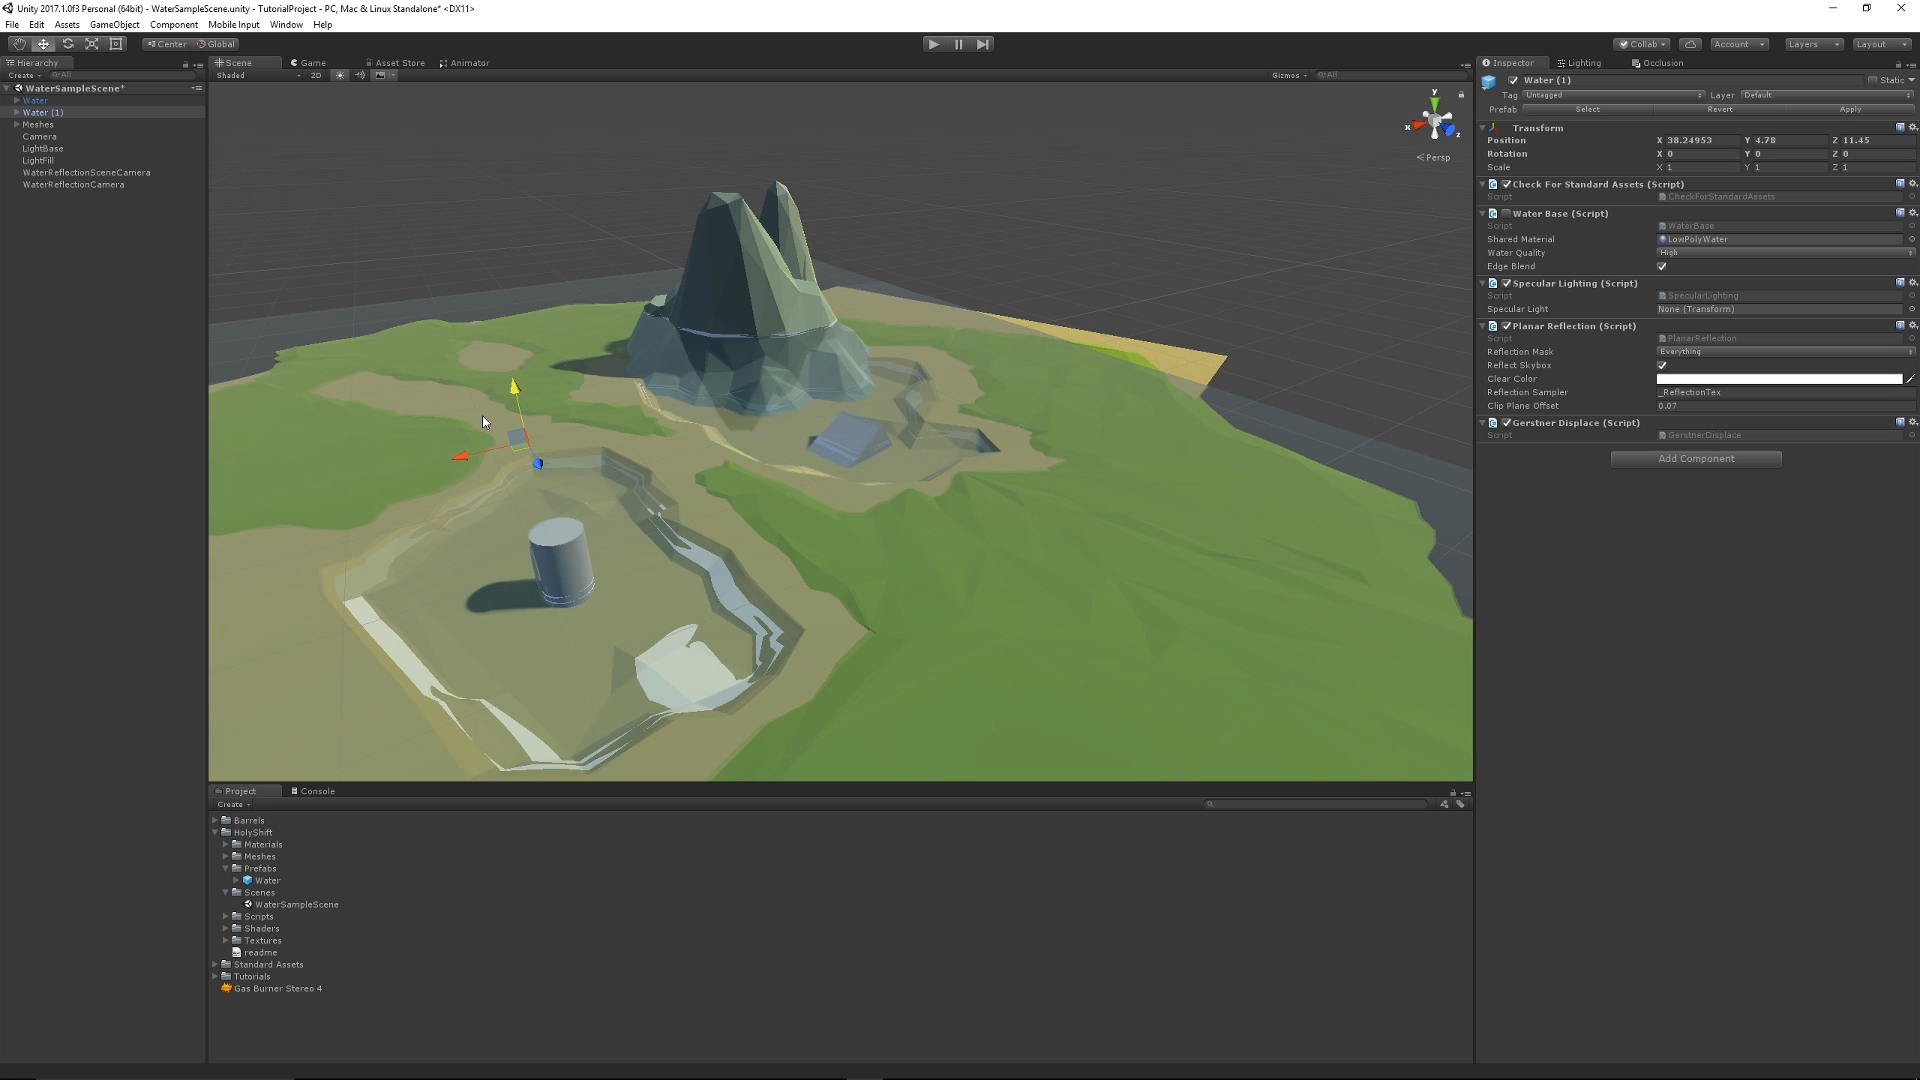 Unity 2017.1.0f3 Personal (64bit) - WaterSampleScene.unity - TutorialProject - PC, Mac & Linux Standalone* <DX11>
File Edit Assets GameObject Component Mobile Input Window Help
Center Global Collab Account Layers Layout
Hierarchy
Create All
WaterSampleScene*
Water
Water (1)
Meshes
Camera
LightBase
LightFill
WaterReflectionSceneCamera
WaterReflectionCamera
Scene Game Asset Store Animator
Shaded 2D Gizmos All
y
x
z
Persp
Project Console
Create
Barrels
HolyShift
Materials
Meshes
Prefabs
Water
Scenes
WaterSampleScene
Scripts
Shaders
Textures
readme
Standard Assets
Tutorials
Gas Burner Stereo 4
Inspector Lighting Occlusion
Water (1) Static
Tag Untagged Layer Default
Prefab Select Revert Apply
Transform
Position X 38.24953 Y 4.78 Z 11.45
Rotation X 0 Y 0 Z 0
Scale X 1 Y 1 Z 1
Check For Standard Assets (Script)
Script CheckForStandardAssets
Water Base (Script)
Script WaterBase
Shared Material LowPolyWater
Water Quality High
Edge Blend
Specular Lighting (Script)
Script SpecularLighting
Specular Light None (Transform)
Planar Reflection (Script)
Script PlanarReflection
Reflection Mask Everything
Reflect Skybox
Clear Color
Reflection Sampler _ReflectionTex
Clip Plane Offset 0.07
Gerstner Displace (Script)
Script GerstnerDisplace
Add Component